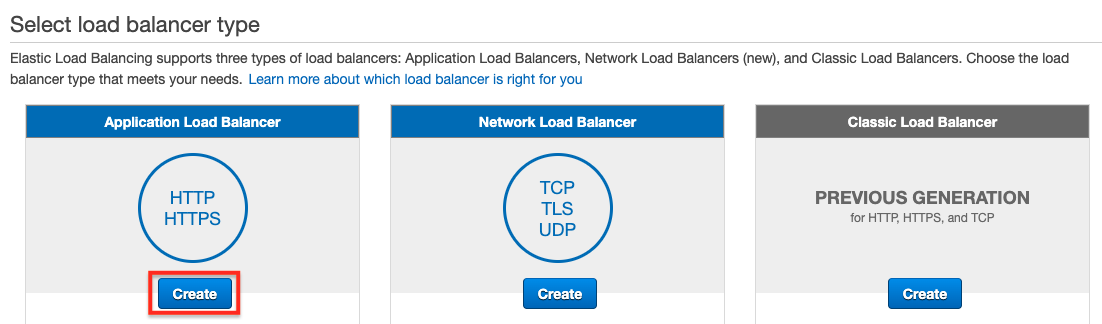 Select load balancer type
Elastic Load Balancing supports three types of load balancers: Application Load Balancers, Network Load Balancers (new), and Classic Load Balancers. Choose the load
balancer type that meets your needs. Learn more about which load balancer is right for you
Application Load Balancer
HTTP
HTTPS
Create
Network Load Balancer
TCP
TLS
UDP
Create
Classic Load Balancer
PREVIOUS GENERATION
for HTTP, HTTPS, and TCP
Create